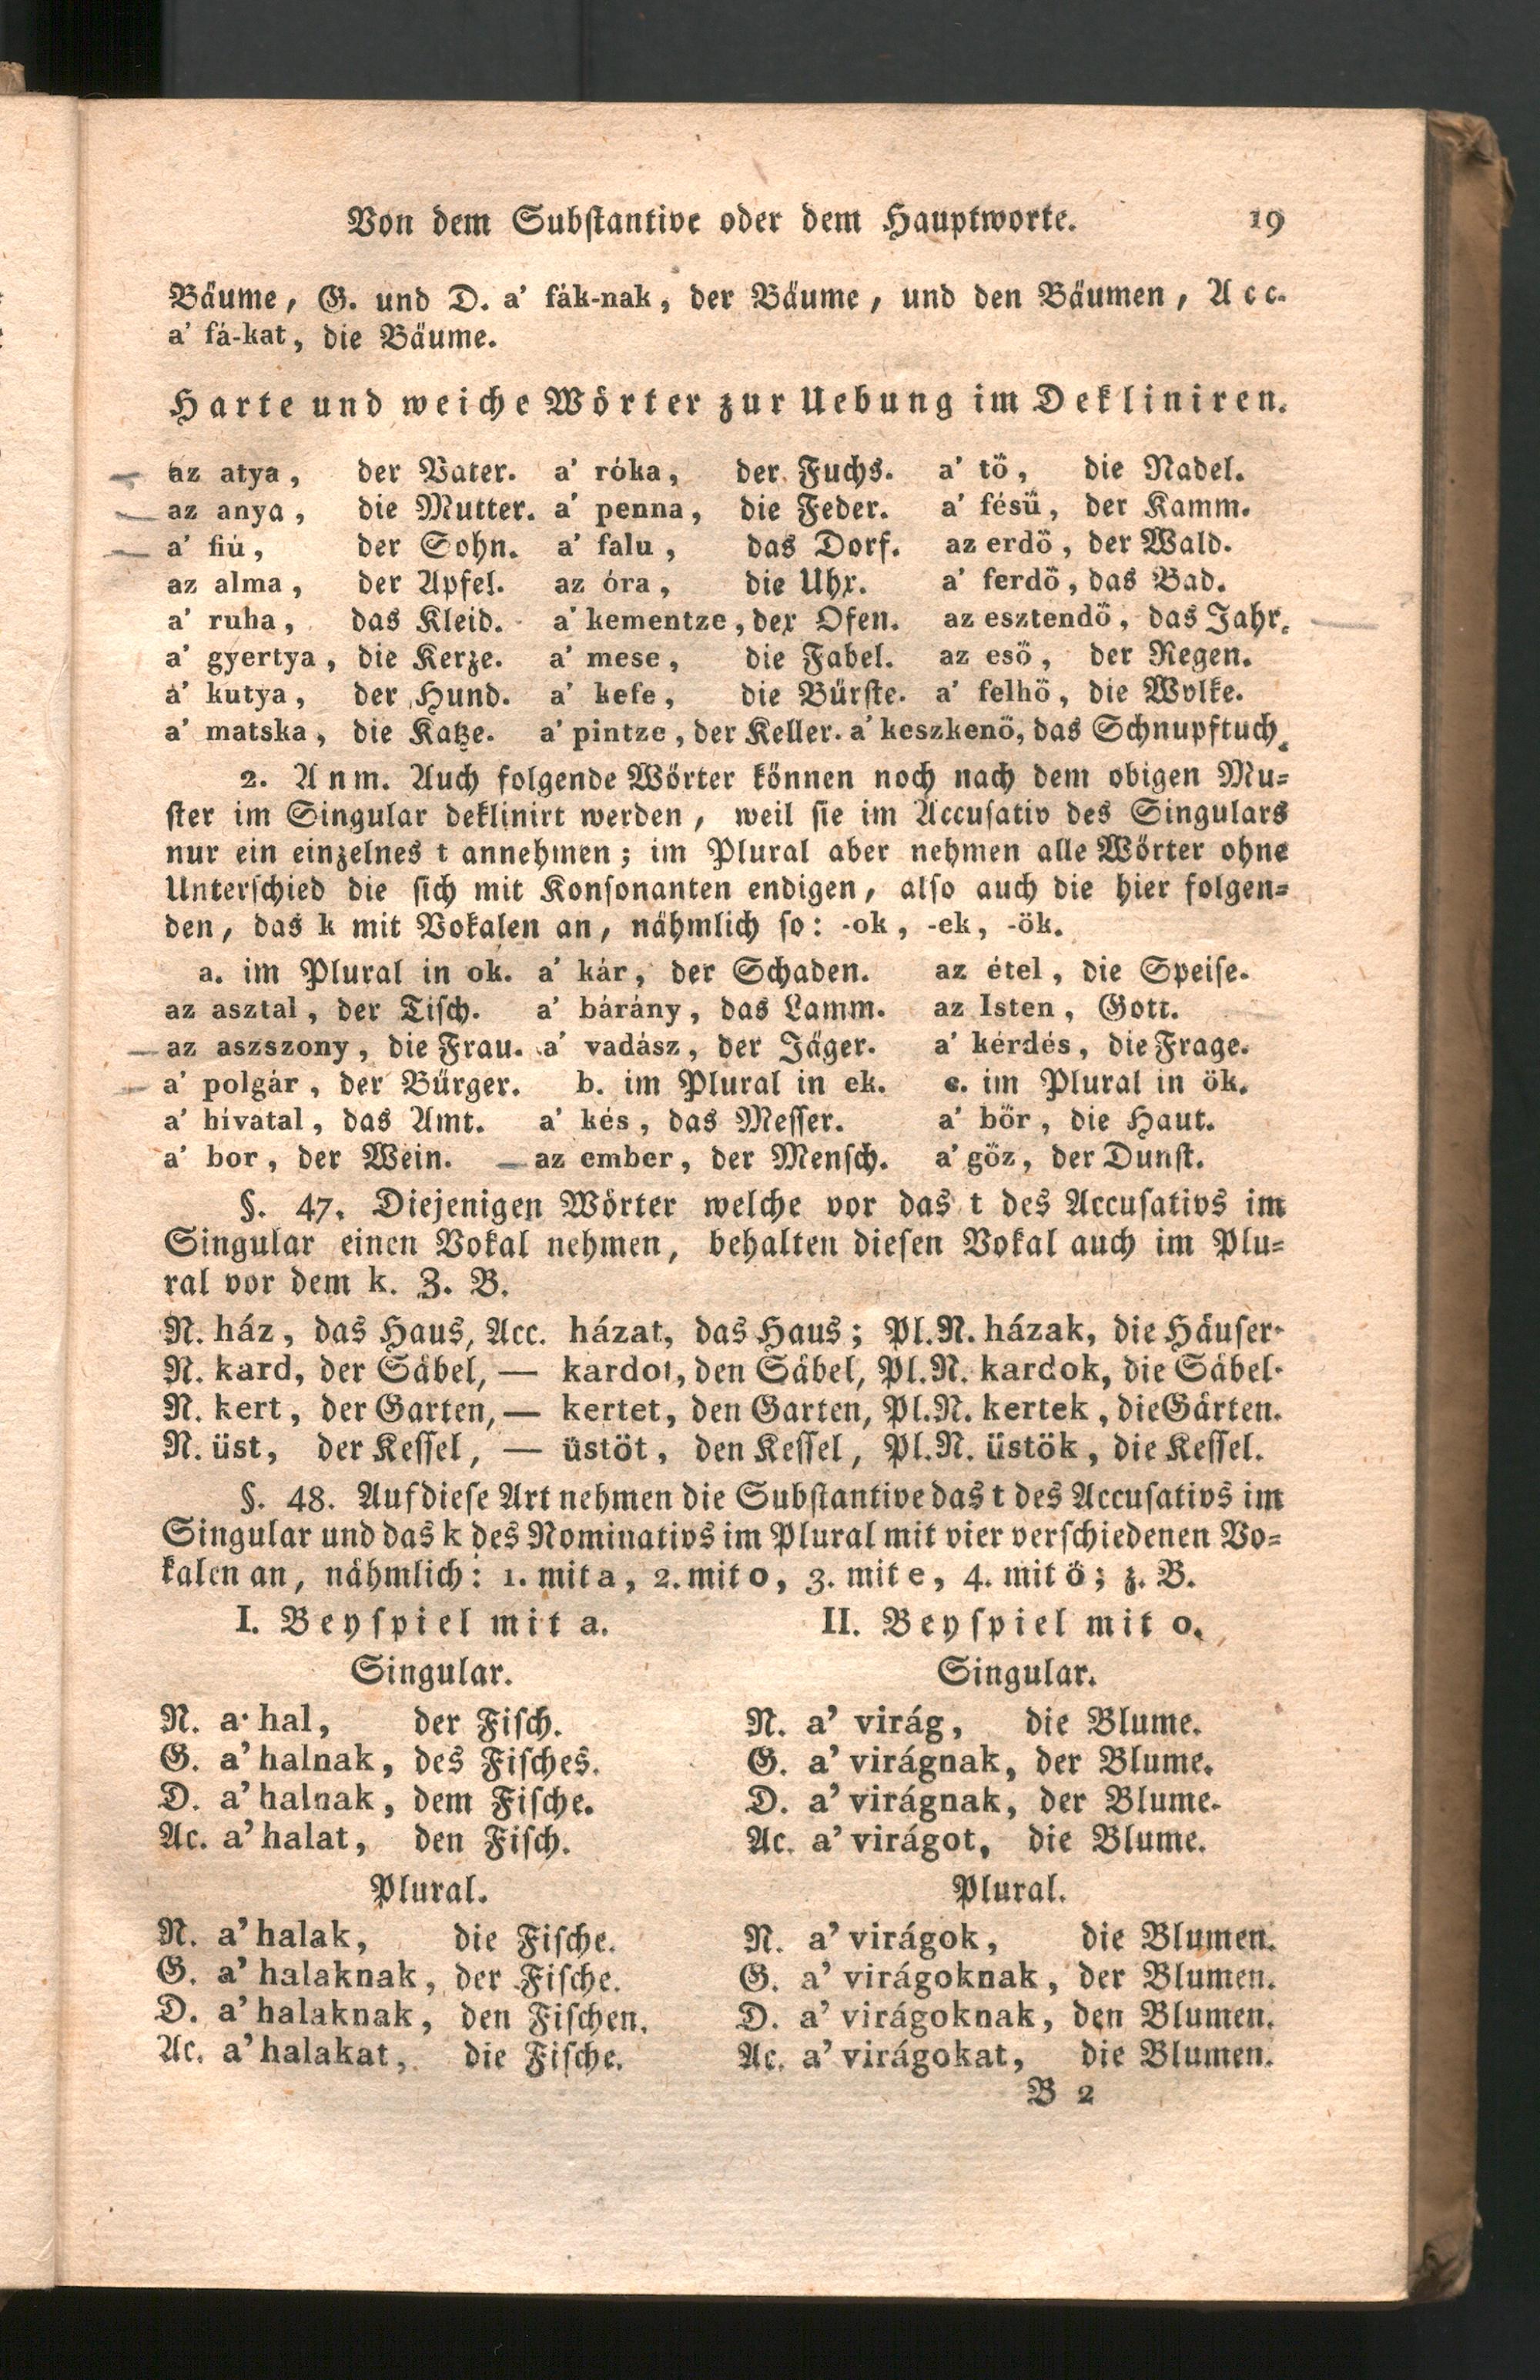 Von dem Substantive oder dem Hauptworte. 19
Bäume, G. und D. a' fák-nak, der Bäume, und den Bäumen, Acc.
a' fá-kat, die Bäume.
Harte und weiche Wörter zur Uebung im Dekliniren.
az atya, der Vater. a' róka, der Fuchs. a' tő, die Nadel.
az anya, die Mutter. a' penna, die Feder. a' fésű, der Kamm.
a' fiú, der Sohn. a' falu, das Dorf. az erdő, der Wald.
az alma, der Apfel. az óra, die Uhr. a' ferdő, das Bad.
a' ruha, das Kleid. a' kementze, der Ofen. az esztendő, das Jahr.
a' gyertya, die Kerze. a' mese, die Fabel. az eső, der Regen.
a' kutya, der Hund. a' kefe, die Bürste. a' felhő, die Wolke.
a' matska, die Katze. a' pintze, der Keller. a' keszkenő, das Schnupftuch.
2. Anm. Auch folgende Wörter können noch nach dem obigen Mu=
ster im Singular deklinirt werden, weil sie im Accusativ des Singulars
nur ein einzelnes t annehmen; im Plural aber nehmen alle Wörter ohne
Unterschied die sich mit Konsonanten endigen, also auch die hier folgen=
den, das k mit Vokalen an, nähmlich so: -ok, -ek, -ök.
a. im Plural in ok. a' kár, der Schaden. az étel, die Speise.
az asztal, der Tisch. a' bárány, das Lamm. az Isten, Gott.
az aszszony, die Frau. a' vadász, der Jäger. a' kérdés, die Frage.
a' polgár, der Bürger. b. im Plural in ek. c. im Plural in ök.
a' hivatal, das Amt. a' kés, das Messer. a' bőr, die Haut.
a' bor, der Wein. az ember, der Mensch. a' gőz, der Dunst.
§. 47. Diejenigen Wörter welche vor das t des Accusativs im
Singular einen Vokal nehmen, behalten diesen Vokal auch im Plu=
ral vor dem k. Z. B.
N. ház, das Haus, Acc. házat, das Haus; Pl. N. házak, die Häuser.
N. kard, der Säbel, — kardot, den Säbel, Pl. N. kardok, die Säbel.
N. kert, der Garten, — kertet, den Garten, Pl. N. kertek, die Gärten.
N. üst, der Kessel, — üstöt, den Kessel, Pl. N. üstök, die Kessel.
§. 48. Auf diese Art nehmen die Substantive das t des Accusativs im
Singular und das k des Nominativs im Plural mit vier verschiedenen Vo=
kalen an, nähmlich: 1. mit a, 2. mit o, 3. mit e, 4. mit ö; z. B.
I. Beyspiel mit a. II. Beyspiel mit o.
Singular. Singular.
N. a' hal, der Fisch. N. a' virág, die Blume.
G. a' halnak, des Fisches. G. a' virágnak, der Blume.
D. a' halnak, dem Fische. D. a' virágnak, der Blume.
Ac. a' halat, den Fisch. Ac. a' virágot, die Blume.
Plural. Plural.
N. a' halak, die Fische. N. a' virágok, die Blumen.
G. a' halaknak, der Fische. G. a' virágoknak, der Blumen.
D. a' halaknak, den Fischen. D. a' virágoknak, den Blumen.
Ac. a' halakat, die Fische. Ac. a' virágokat, die Blumen.
B 2